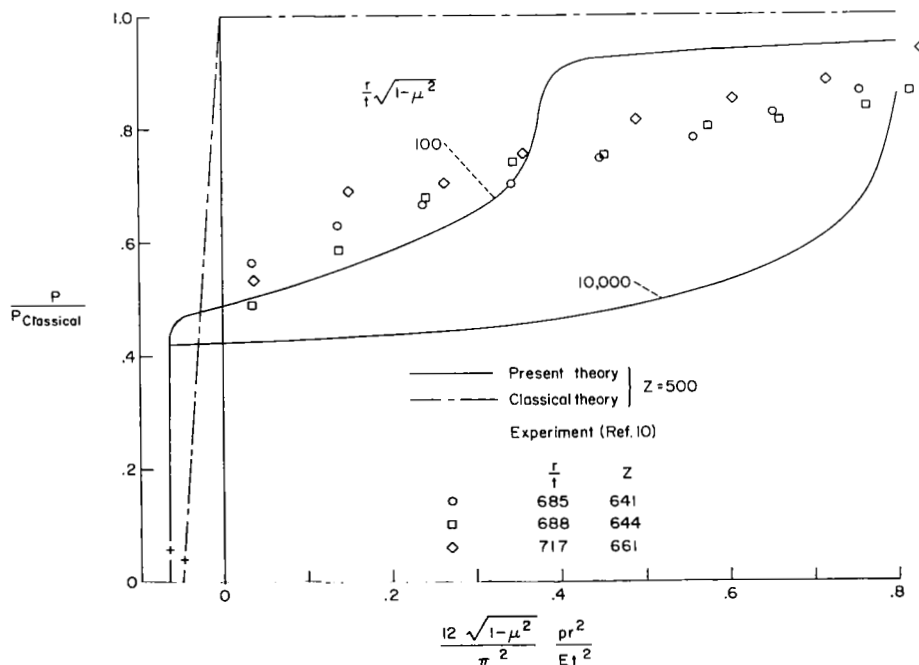 1.0
.8
.6
.4
.2
0
P
P Classical
r/t √1-μ²
100
10,000
Present theory
Classical theory
Z=500
Experiment (Ref. 10)
r/t Z
685 641
688 644
717 661
0 .2 .4 .6 .8
12 √1-μ² / π² pr² / Et²